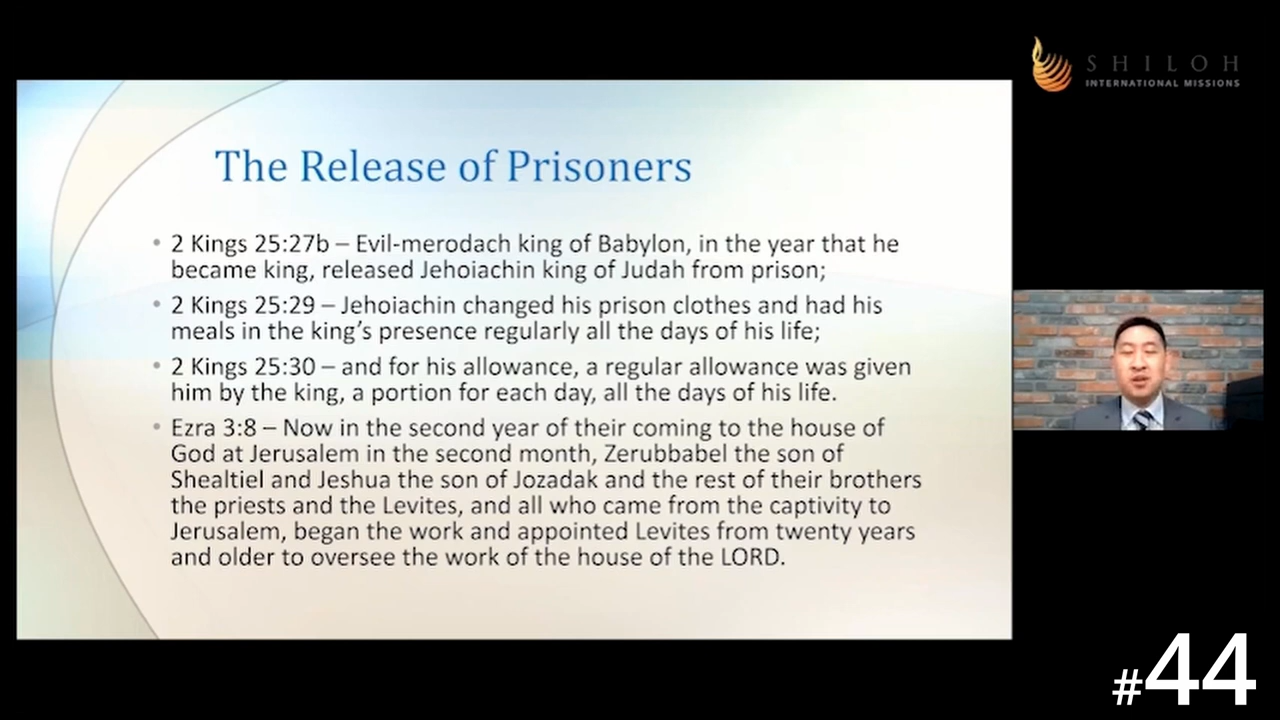 SHILOH
INTERNATIONAL MISSIONS
The Release of Prisoners
• 2 Kings 25:27b – Evil-merodach king of Babylon, in the year that he
became king, released Jehoiachin king of Judah from prison;
• 2 Kings 25:29 – Jehoiachin changed his prison clothes and had his
meals in the king's presence regularly all the days of his life;
• 2 Kings 25:30 – and for his allowance, a regular allowance was given
him by the king, a portion for each day, all the days of his life.
• Ezra 3:8 – Now in the second year of their coming to the house of
God at Jerusalem in the second month, Zerubbabel the son of
Shealtiel and Jeshua the son of Jozadak and the rest of their brothers
the priests and the Levites, and all who came from the captivity to
Jerusalem, began the work and appointed Levites from twenty years
and older to oversee the work of the house of the LORD.
#44